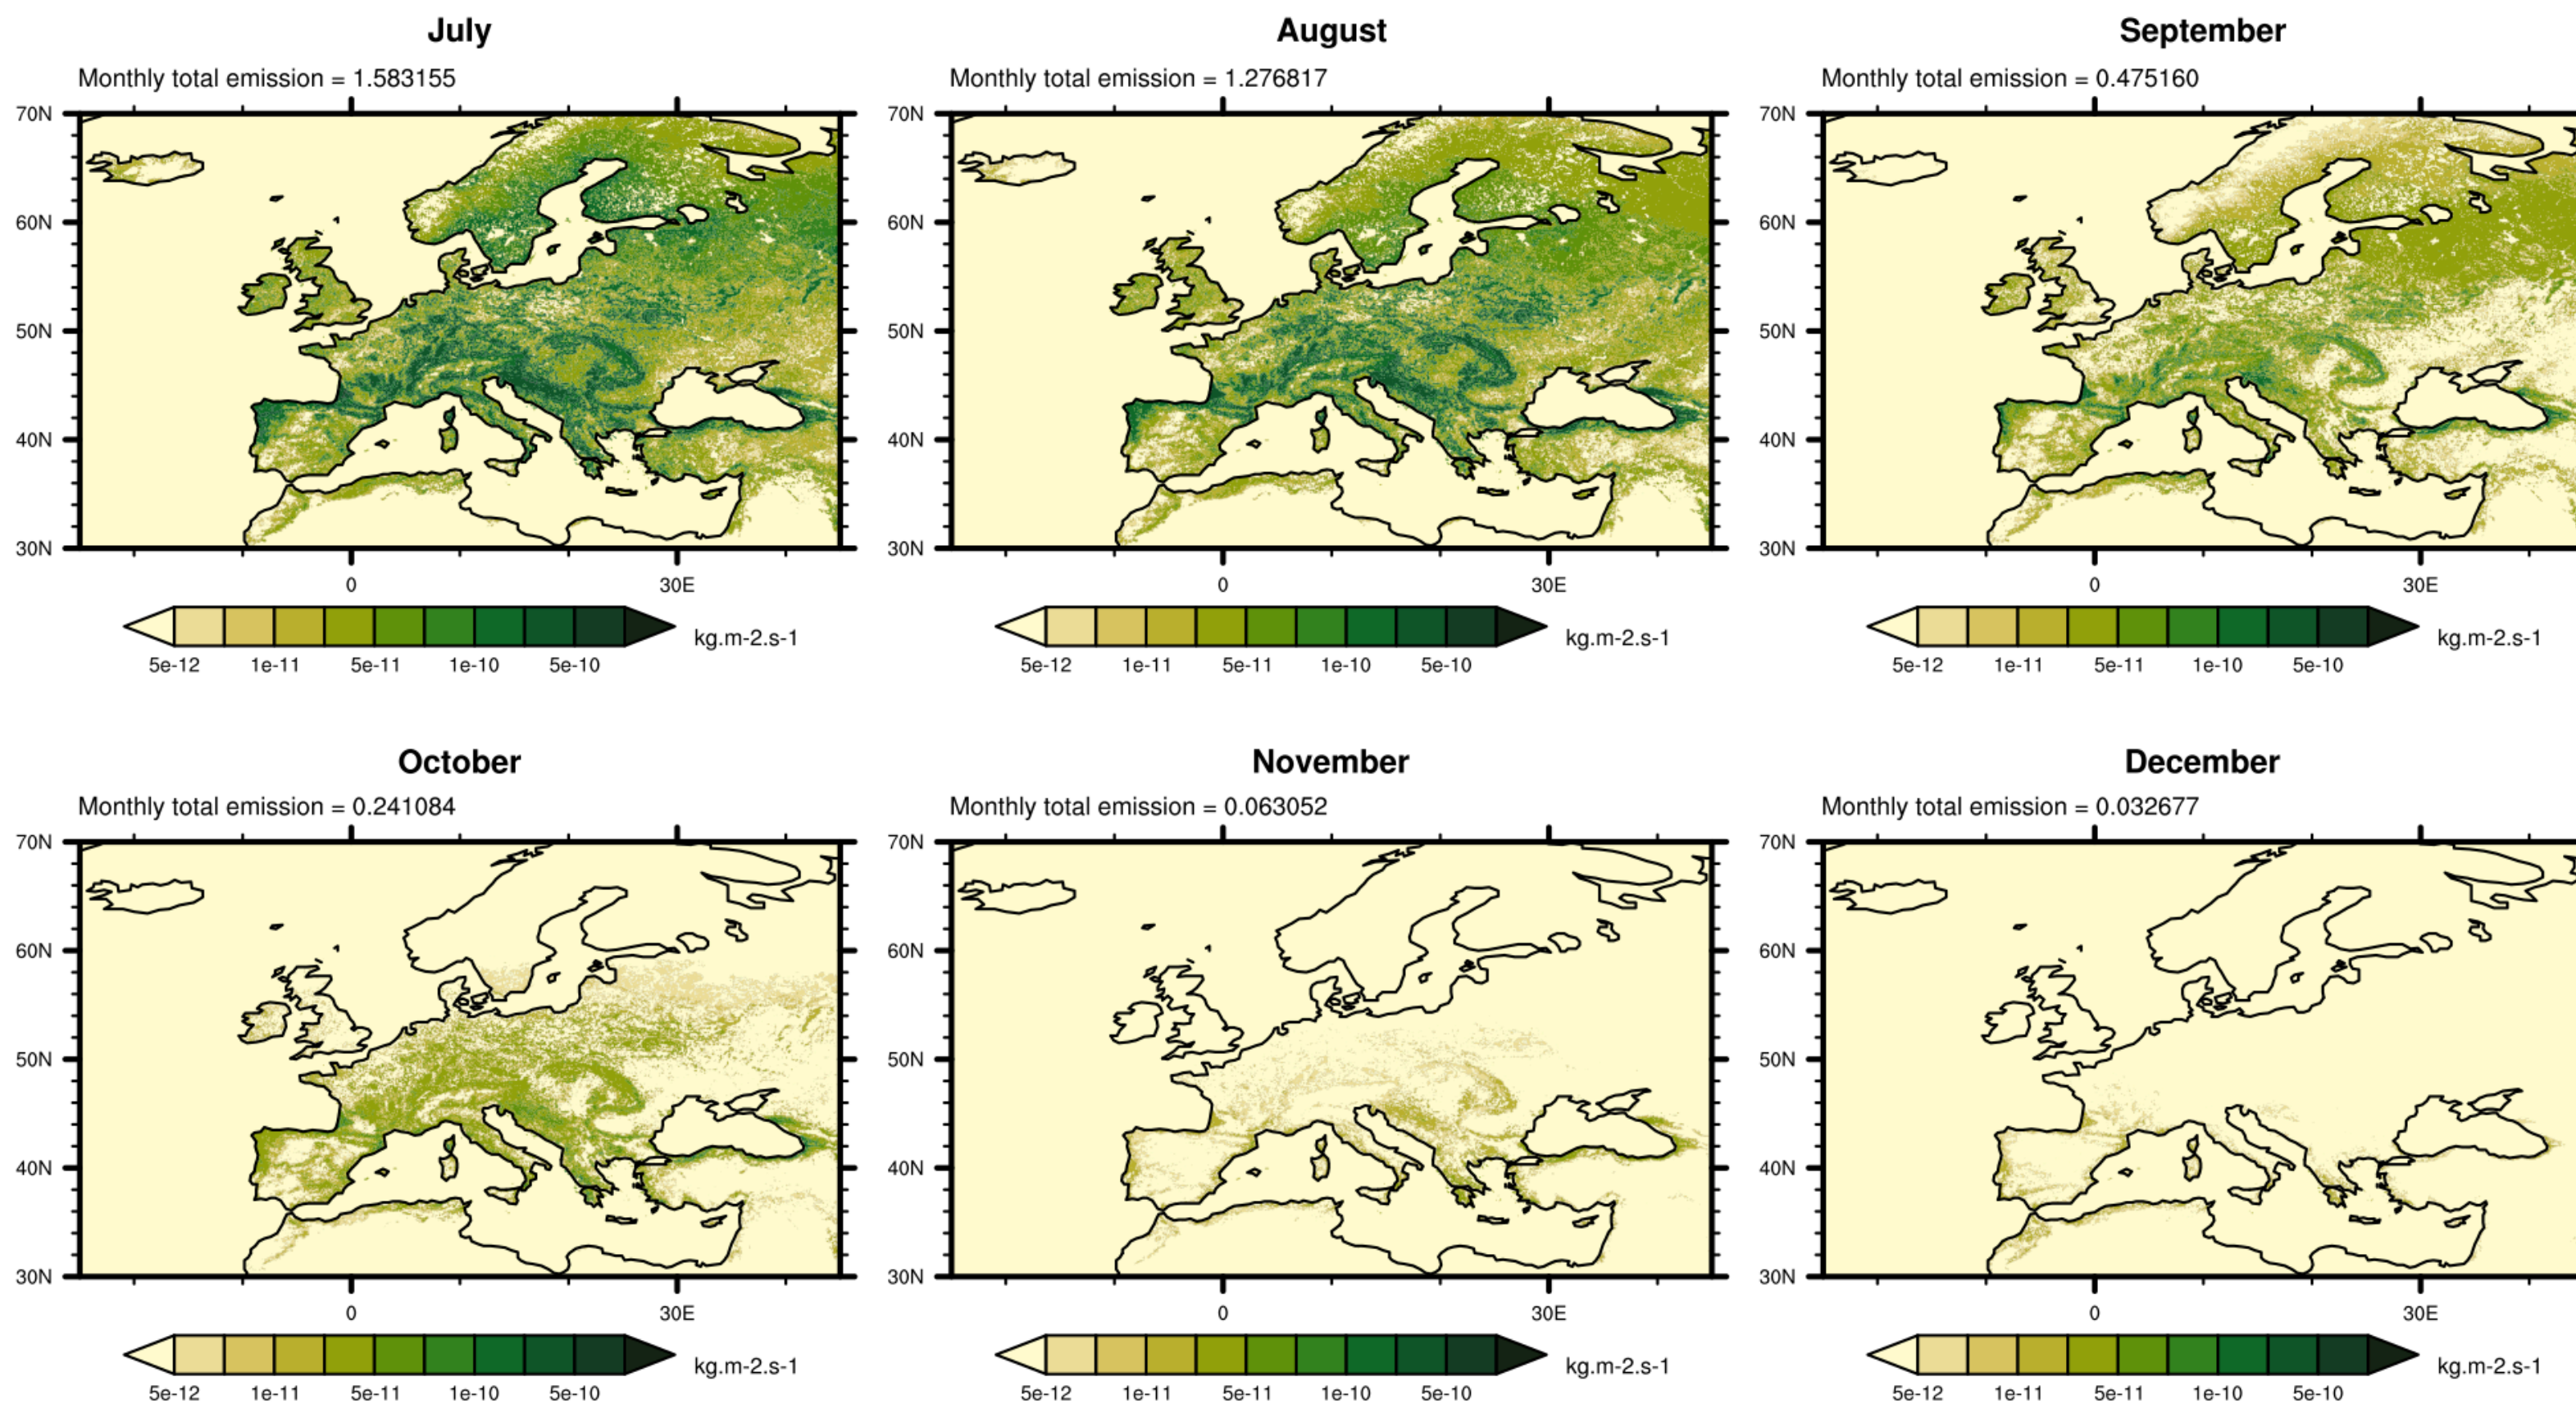 July
August
September
Monthly total emission = 1.583155
Monthly total emission = 1.276817
Monthly total emission = 0.475160
70N
60N
50N
40N
30N
0
30E
70N
60N
50N
40N
30N
0
30E
70N
60N
50N
40N
30N
0
30E
5e-12 1e-11 5e-11 1e-10 5e-10
kg.m-2.s-1
5e-12 1e-11 5e-11 1e-10 5e-10
kg.m-2.s-1
5e-12 1e-11 5e-11 1e-10 5e-10
kg.m-2.s-1
October
November
December
Monthly total emission = 0.241084
Monthly total emission = 0.063052
Monthly total emission = 0.032677
70N
60N
50N
40N
30N
0
30E
70N
60N
50N
40N
30N
0
30E
70N
60N
50N
40N
30N
0
30E
5e-12 1e-11 5e-11 1e-10 5e-10
kg.m-2.s-1
5e-12 1e-11 5e-11 1e-10 5e-10
kg.m-2.s-1
5e-12 1e-11 5e-11 1e-10 5e-10
kg.m-2.s-1